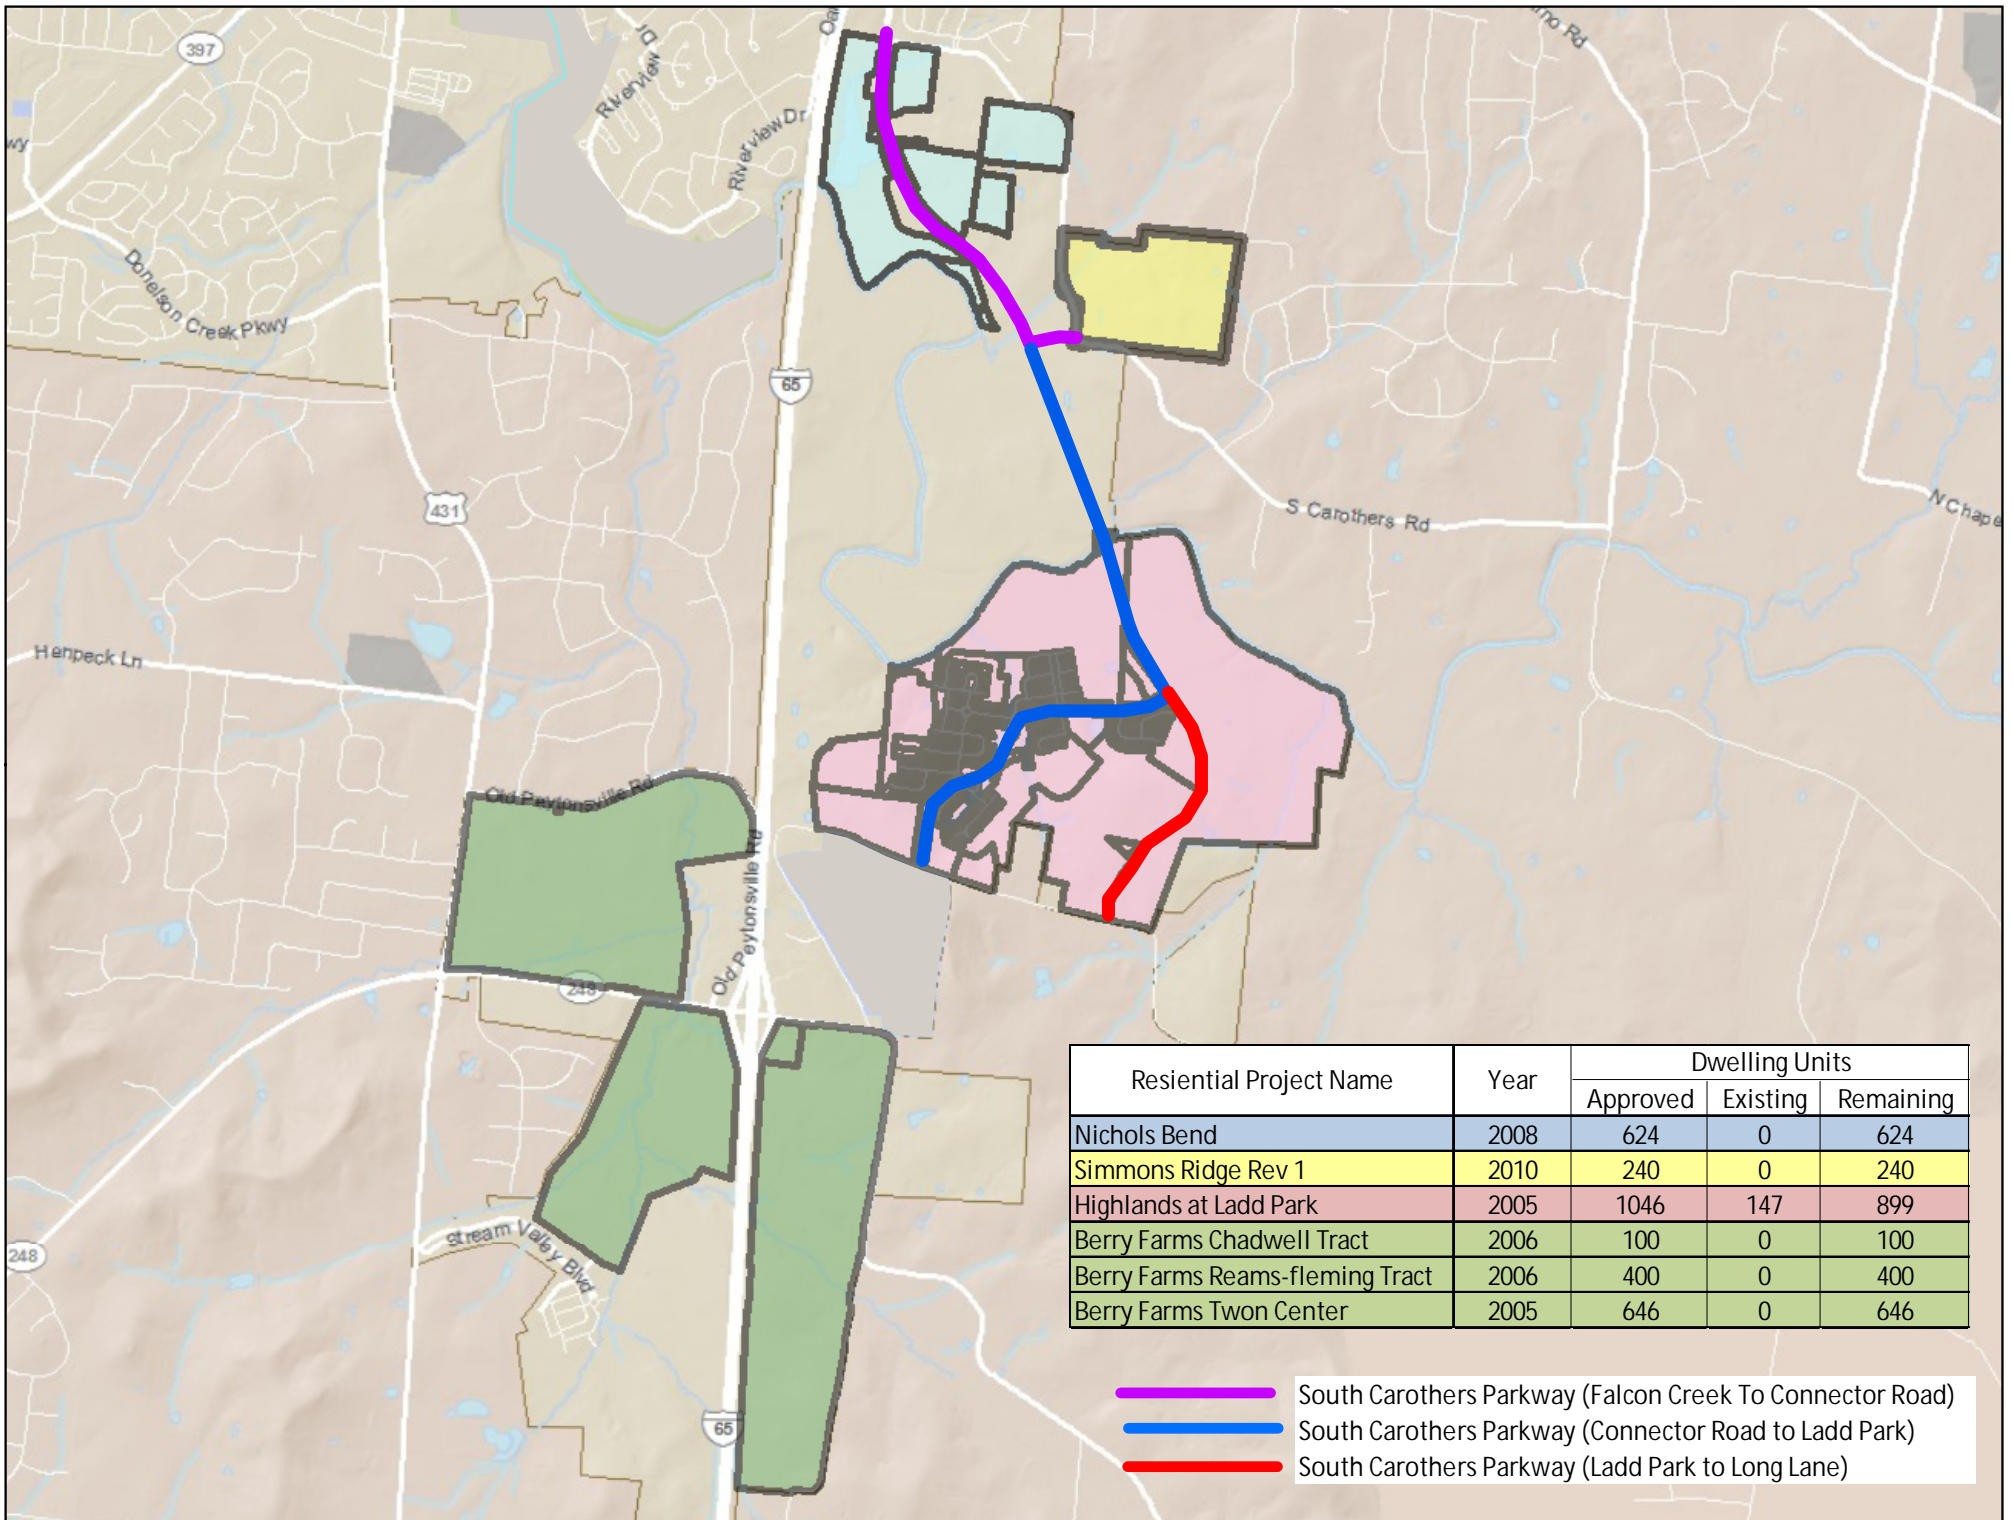 397
Riverview Dr
Riverview Dr
Donelson Creek Pkwy
65
431
S Carothers Rd
Henpeck Ln
Old Peytonsville Rd
Old Peytonsville Rd
248
248
Stream Valley Blvd
65
Resiential Project Name Year Dwelling Units
Approved Existing Remaining
Nichols Bend 2008 624 0 624
Simmons Ridge Rev 1 2010 240 0 240
Highlands at Ladd Park 2005 1046 147 899
Berry Farms Chadwell Tract 2006 100 0 100
Berry Farms Reams-fleming Tract 2006 400 0 400
Berry Farms Twon Center 2005 646 0 646
South Carothers Parkway (Falcon Creek To Connector Road)
South Carothers Parkway (Connector Road to Ladd Park)
South Carothers Parkway (Ladd Park to Long Lane)